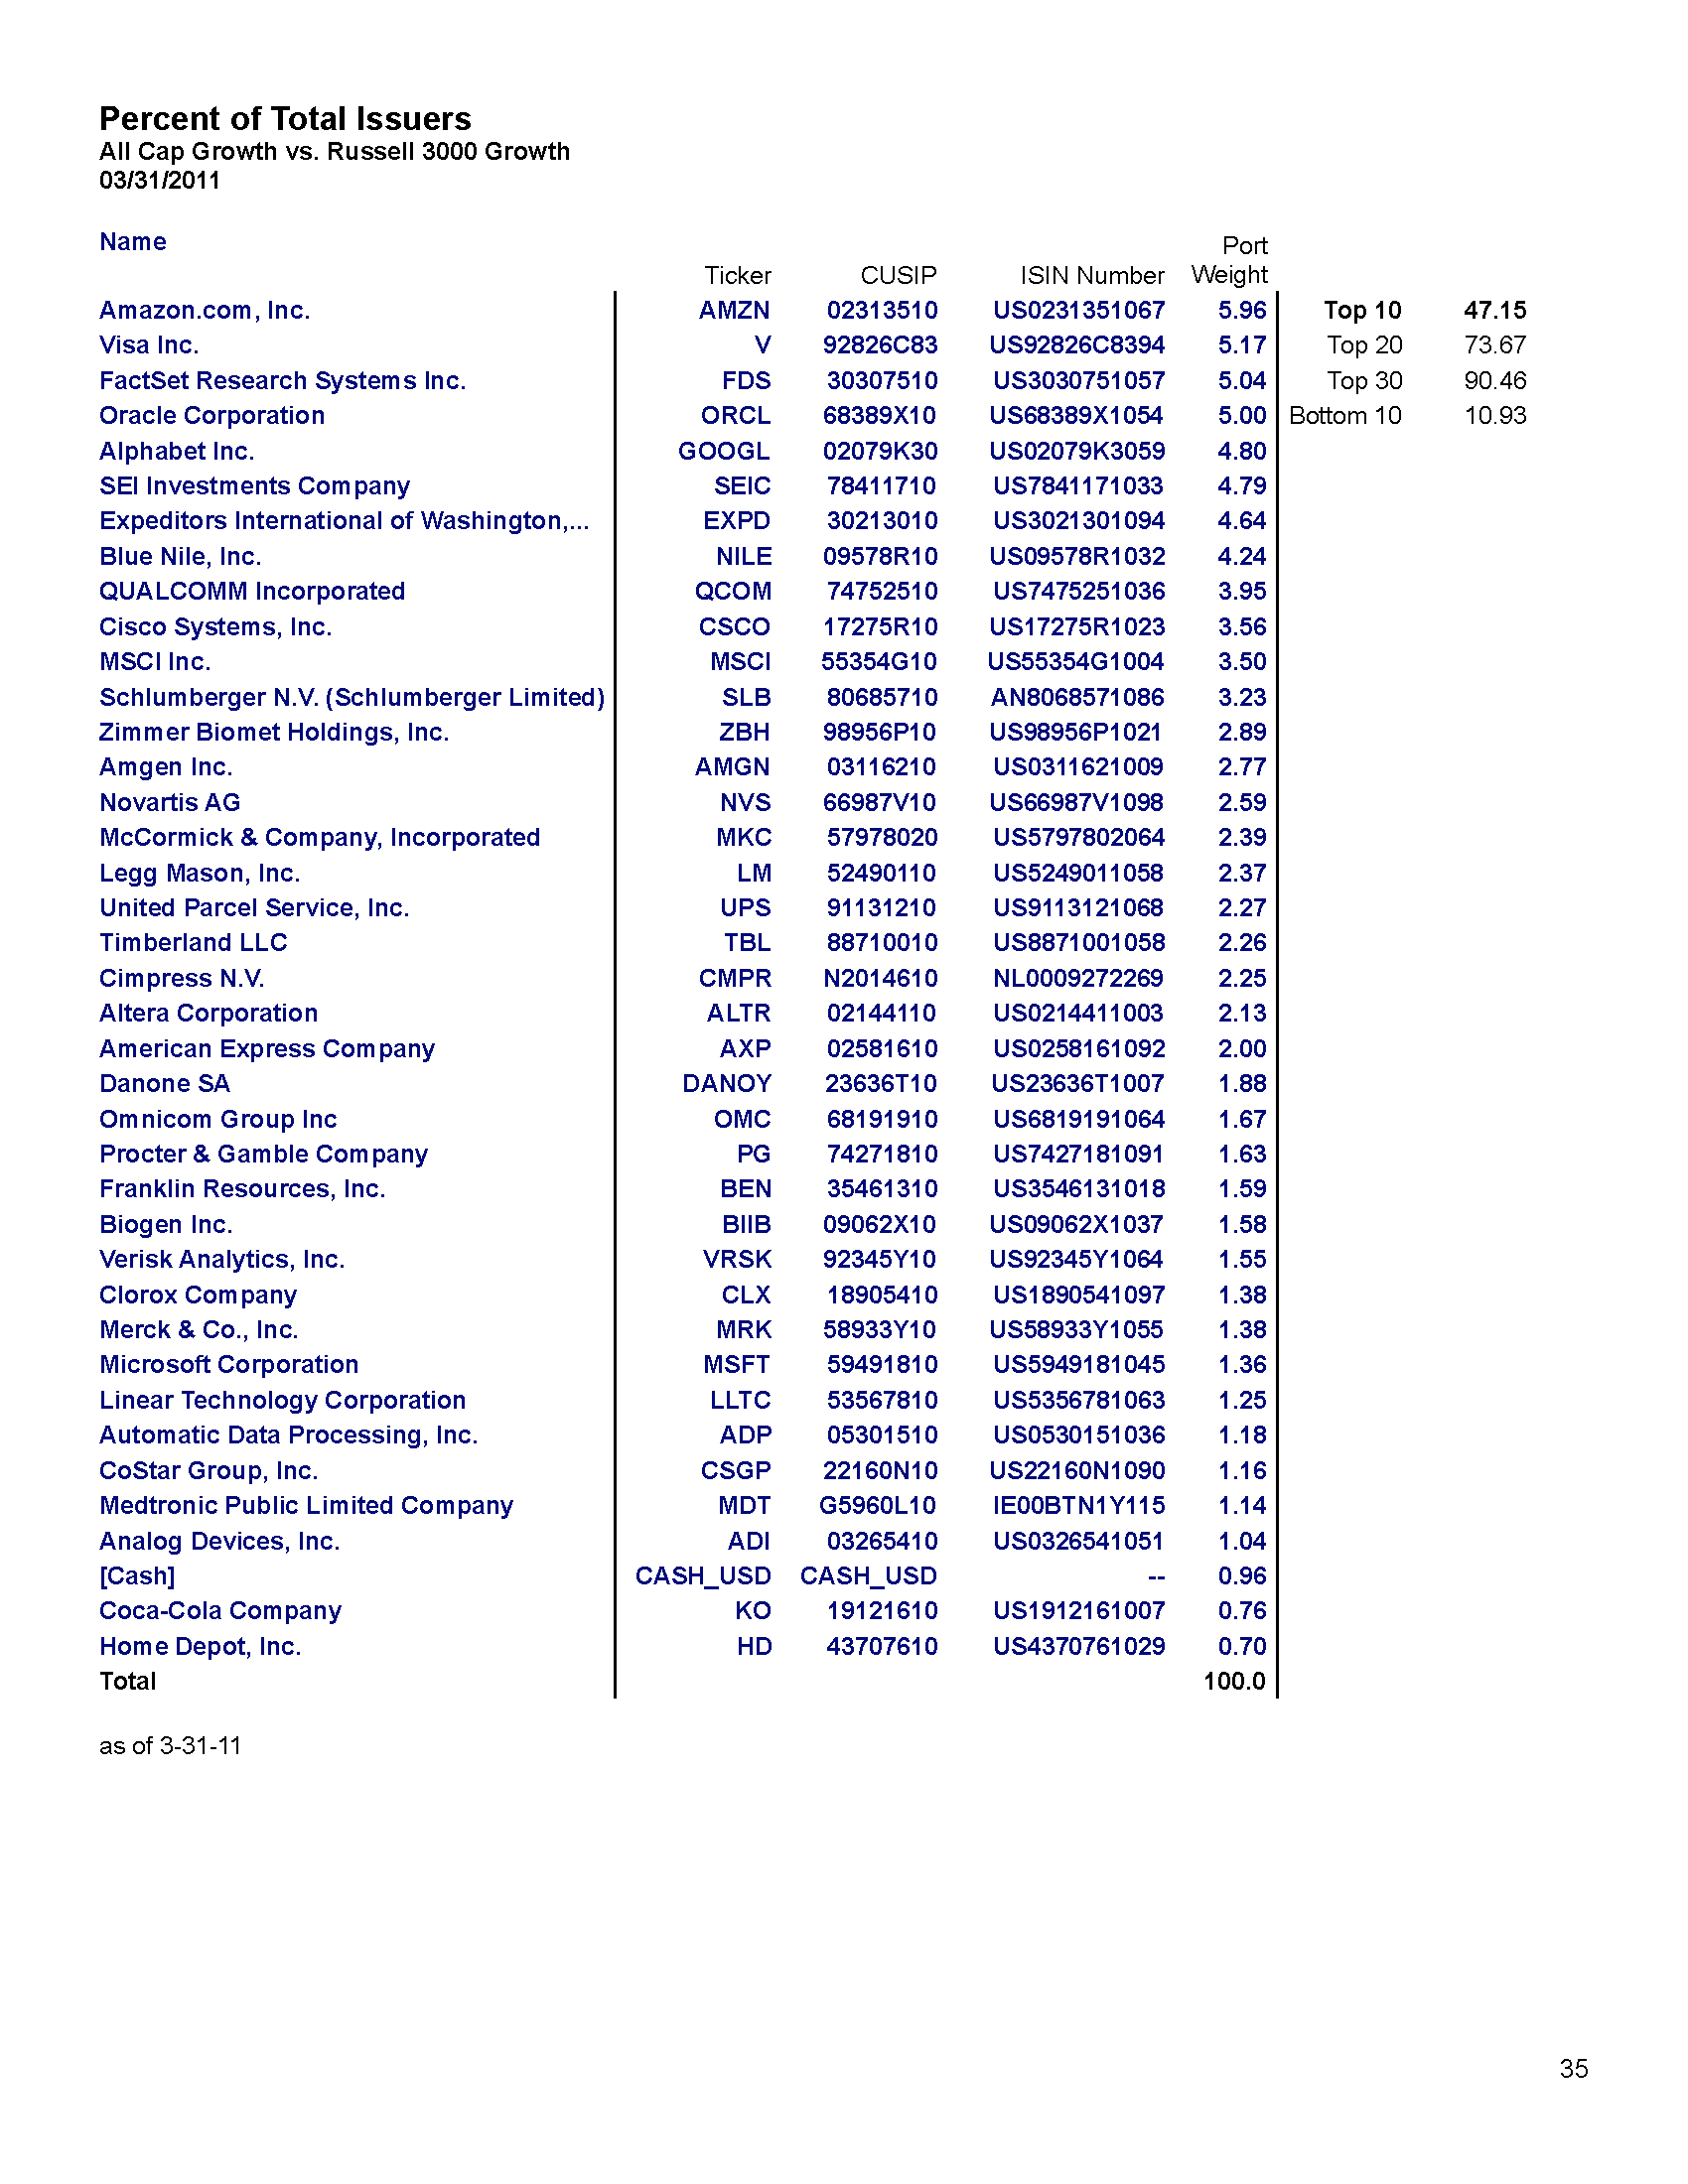 Percent of Total Issuers
All Cap Growth vs. Russell 3000 Growth
03/31/2011
Name Ticker CUSIP ISIN Number Port Weight
Amazon.com, Inc. AMZN 02313510 US0231351067 5.96 Top 10 47.15
Visa Inc. V 92826C83 US92826C8394 5.17 Top 20 73.67
FactSet Research Systems Inc. FDS 30307510 US3030751057 5.04 Top 30 90.46
Oracle Corporation ORCL 68389X10 US68389X1054 5.00 Bottom 10 10.93
Alphabet Inc. GOOGL 02079K30 US02079K3059 4.80
SEI Investments Company SEIC 78411710 US7841171033 4.79
Expeditors International of Washington,... EXPD 30213010 US3021301094 4.64
Blue Nile, Inc. NILE 09578R10 US09578R1032 4.24
QUALCOMM Incorporated QCOM 74752510 US7475251036 3.95
Cisco Systems, Inc. CSCO 17275R10 US17275R1023 3.56
MSCI Inc. MSCI 55354G10 US55354G1004 3.50
Schlumberger N.V. (Schlumberger Limited) SLB 80685710 AN8068571086 3.23
Zimmer Biomet Holdings, Inc. ZBH 98956P10 US98956P1021 2.89
Amgen Inc. AMGN 03116210 US0311621009 2.77
Novartis AG NVS 66987V10 US66987V1098 2.59
McCormick & Company, Incorporated MKC 57978020 US5797802064 2.39
Legg Mason, Inc. LM 52490110 US5249011058 2.37
United Parcel Service, Inc. UPS 91131210 US9113121068 2.27
Timberland LLC TBL 88710010 US8871001058 2.26
Cimpress N.V. CMPR N2014610 NL0009272269 2.25
Altera Corporation ALTR 02144110 US0214411003 2.13
American Express Company AXP 02581610 US0258161092 2.00
Danone SA DANOY 23636T10 US23636T1007 1.88
Omnicom Group Inc OMC 68191910 US6819191064 1.67
Procter & Gamble Company PG 74271810 US7427181091 1.63
Franklin Resources, Inc. BEN 35461310 US3546131018 1.59
Biogen Inc. BIIB 09062X10 US09062X1037 1.58
Verisk Analytics, Inc. VRSK 92345Y10 US92345Y1064 1.55
Clorox Company CLX 18905410 US1890541097 1.38
Merck & Co., Inc. MRK 58933Y10 US58933Y1055 1.38
Microsoft Corporation MSFT 59491810 US5949181045 1.36
Linear Technology Corporation LLTC 53567810 US5356781063 1.25
Automatic Data Processing, Inc. ADP 05301510 US0530151036 1.18
CoStar Group, Inc. CSGP 22160N10 US22160N1090 1.16
Medtronic Public Limited Company MDT G5960L10 IE00BTN1Y115 1.14
Analog Devices, Inc. ADI 03265410 US0326541051 1.04
[Cash] CASH_USD CASH_USD -- 0.96
Coca-Cola Company KO 19121610 US1912161007 0.76
Home Depot, Inc. HD 43707610 US4370761029 0.70
Total 100.0
as of 3-31-11
35